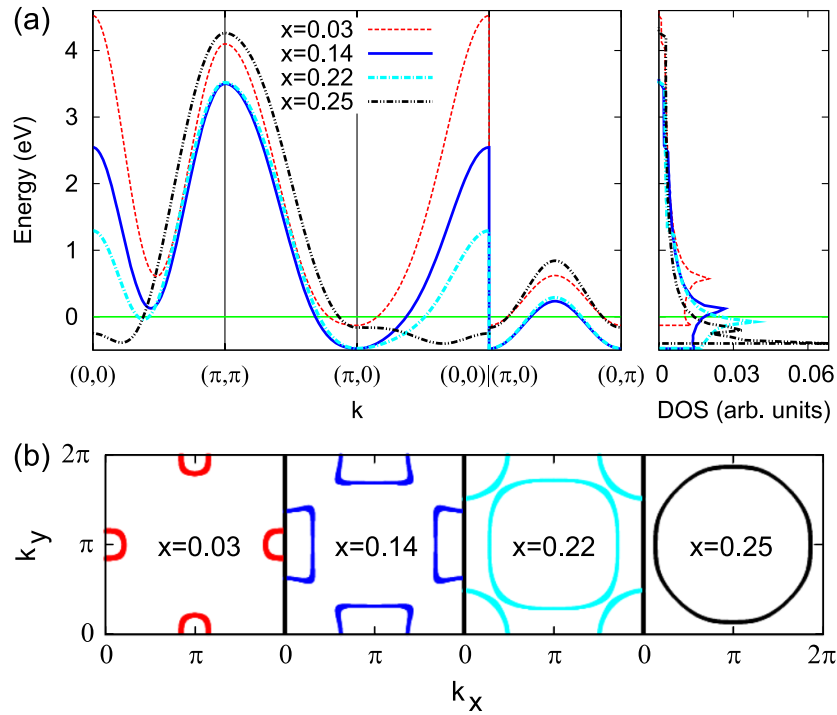 (a)
x=0.03
x=0.14
x=0.22
x=0.25
Energy (eV)
4
3
2
1
0
(0,0) (π,π) (π,0) (0,0)|(π,0) (0,π)
k
0 0.03 0.06
DOS (arb. units)
(b)
2π
π
0
k_y
x=0.03 x=0.14 x=0.22 x=0.25
0 π 0 π 0 π 0 π 2π
k_x